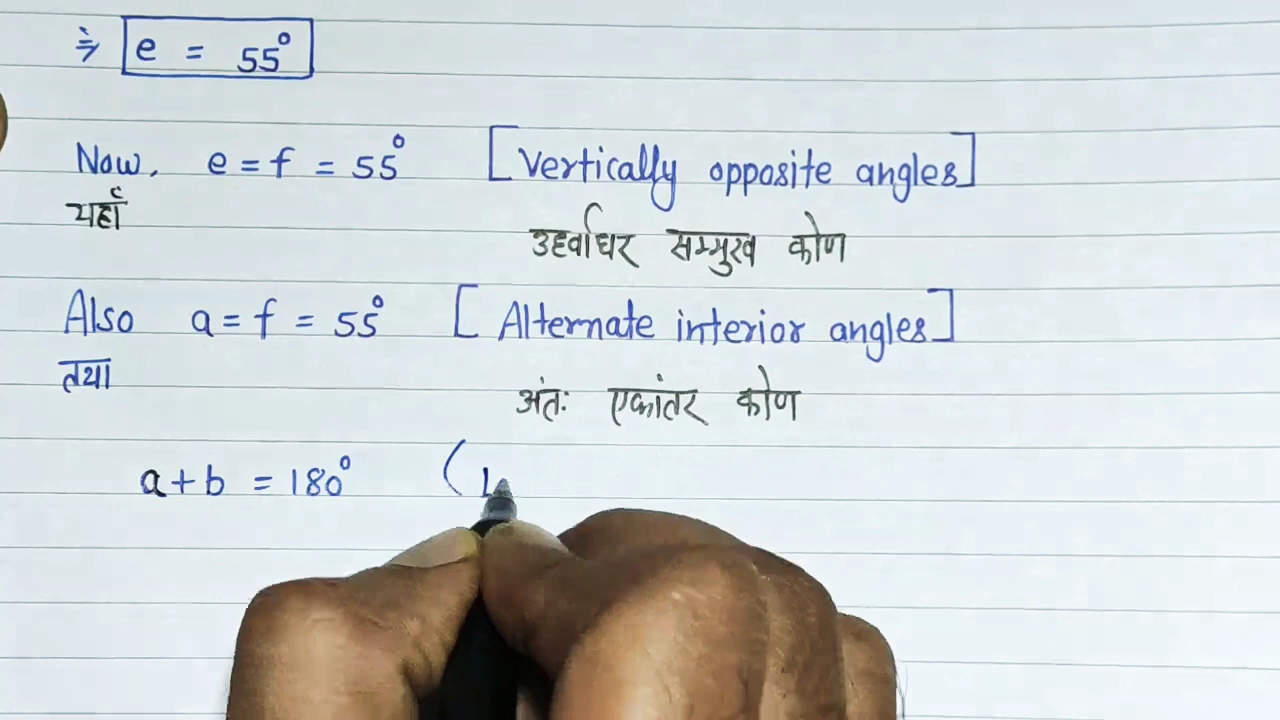 ⇒ e = 55°
Now, e = f = 55° [Vertically opposite angles]
यहाँ उर्ध्वाधर सम्मुख कोण
Also a = f = 55° [Alternate interior angles]
तथा अंतः एकांतर कोण
a + b = 180° (L